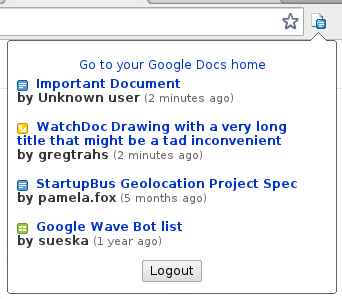 Go to your Google Docs home
Important Document
by Unknown user (2 minutes ago)
WatchDoc Drawing with a very long
title that might be a tad inconvenient
by gregtrahs (2 minutes ago)
StartupBus Geolocation Project Spec
by pamela.fox (5 months ago)
Google Wave Bot list
by sueska (1 year ago)
Logout